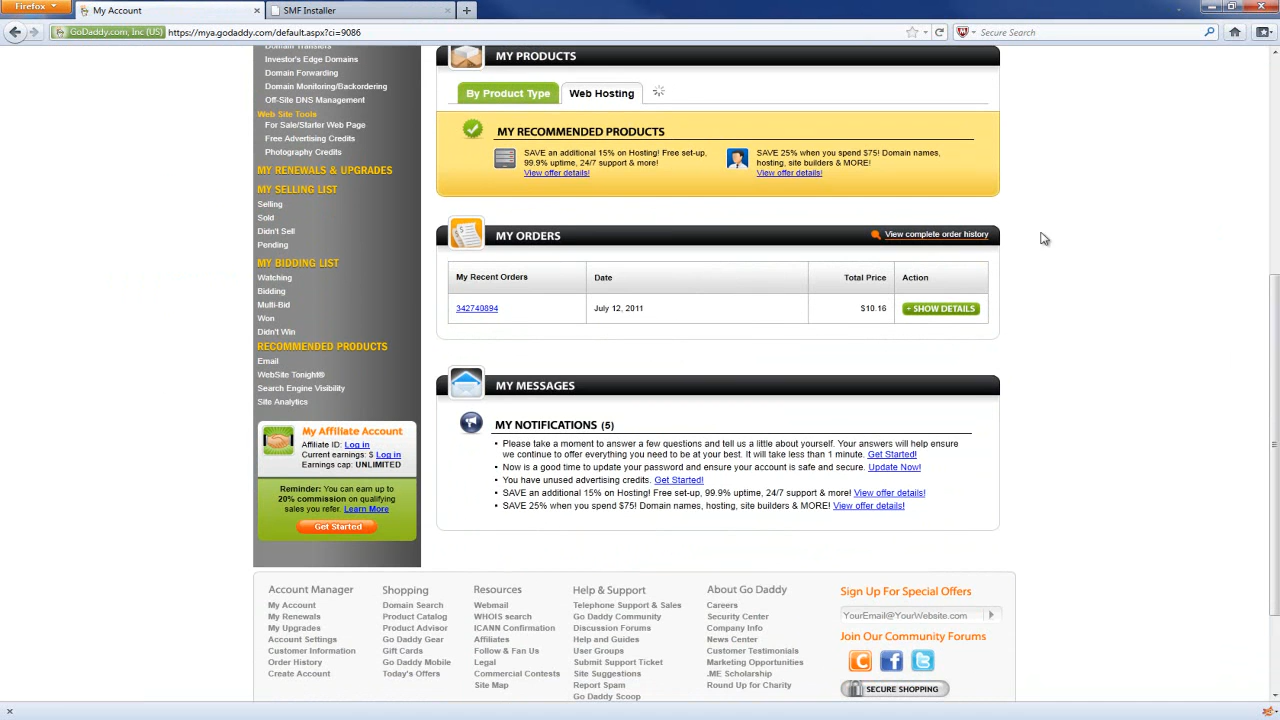 Firefox
My Account
SMF Installer
GoDaddy.com, Inc (US)
https://mya.godaddy.com/default.aspx?ci=9086
Secure Search
Domain Transfers
Investor's Edge Domains
Domain Forwarding
Domain Monitoring/Backordering
Off-Site DNS Management
Web Site Tools
For Sale/Starter Web Page
Free Advertising Credits
Photography Credits
MY RENEWALS & UPGRADES
MY SELLING LIST
Selling
Sold
Didn't Sell
Pending
MY BIDDING LIST
Watching
Bidding
Multi-Bid
Won
Didn't Win
RECOMMENDED PRODUCTS
Email
WebSite Tonight®
Search Engine Visibility
Site Analytics
My Affiliate Account
Affiliate ID: Log in
Current earnings: $ Log in
Earnings cap: UNLIMITED
Reminder: You can earn up to
20% commission on qualifying
sales you refer. Learn More
Get Started
MY PRODUCTS
By Product Type
Web Hosting
MY RECOMMENDED PRODUCTS
SAVE an additional 15% on Hosting! Free set-up,
99.9% uptime, 24/7 support & more!
View offer details!
SAVE 25% when you spend $75! Domain names,
hosting, site builders & MORE!
View offer details!
MY ORDERS
View complete order history
My Recent Orders
Date
Total Price
Action
342740894
July 12, 2011
$10.16
+ SHOW DETAILS
MY MESSAGES
MY NOTIFICATIONS (5)
Please take a moment to answer a few questions and tell us a little about yourself. Your answers will help ensure
we continue to offer everything you need to be at your best. It will take less than 1 minute. Get Started!
Now is a good time to update your password and ensure your account is safe and secure. Update Now!
You have unused advertising credits. Get Started!
SAVE an additional 15% on Hosting! Free set-up, 99.9% uptime, 24/7 support & more! View offer details!
SAVE 25% when you spend $75! Domain names, hosting, site builders & MORE! View offer details!
Account Manager
My Account
My Renewals
My Upgrades
Account Settings
Customer Information
Order History
Create Account
Shopping
Domain Search
Product Catalog
Product Advisor
Go Daddy Gear
Gift Cards
Go Daddy Mobile
Today's Offers
Resources
Webmail
WHOIS search
ICANN Confirmation
Affiliates
Follow & Fan Us
Legal
Commercial Contests
Site Map
Help & Support
Telephone Support & Sales
Go Daddy Community
Discussion Forums
Help and Guides
User Groups
Submit Support Ticket
Site Suggestions
Report Spam
Go Daddy Scoop
About Go Daddy
Careers
Security Center
Company Info
News Center
Customer Testimonials
Marketing Opportunities
.ME Scholarship
Round Up for Charity
Sign Up For Special Offers
YourEmail@YourWebsite.com
Join Our Community Forums
SECURE SHOPPING